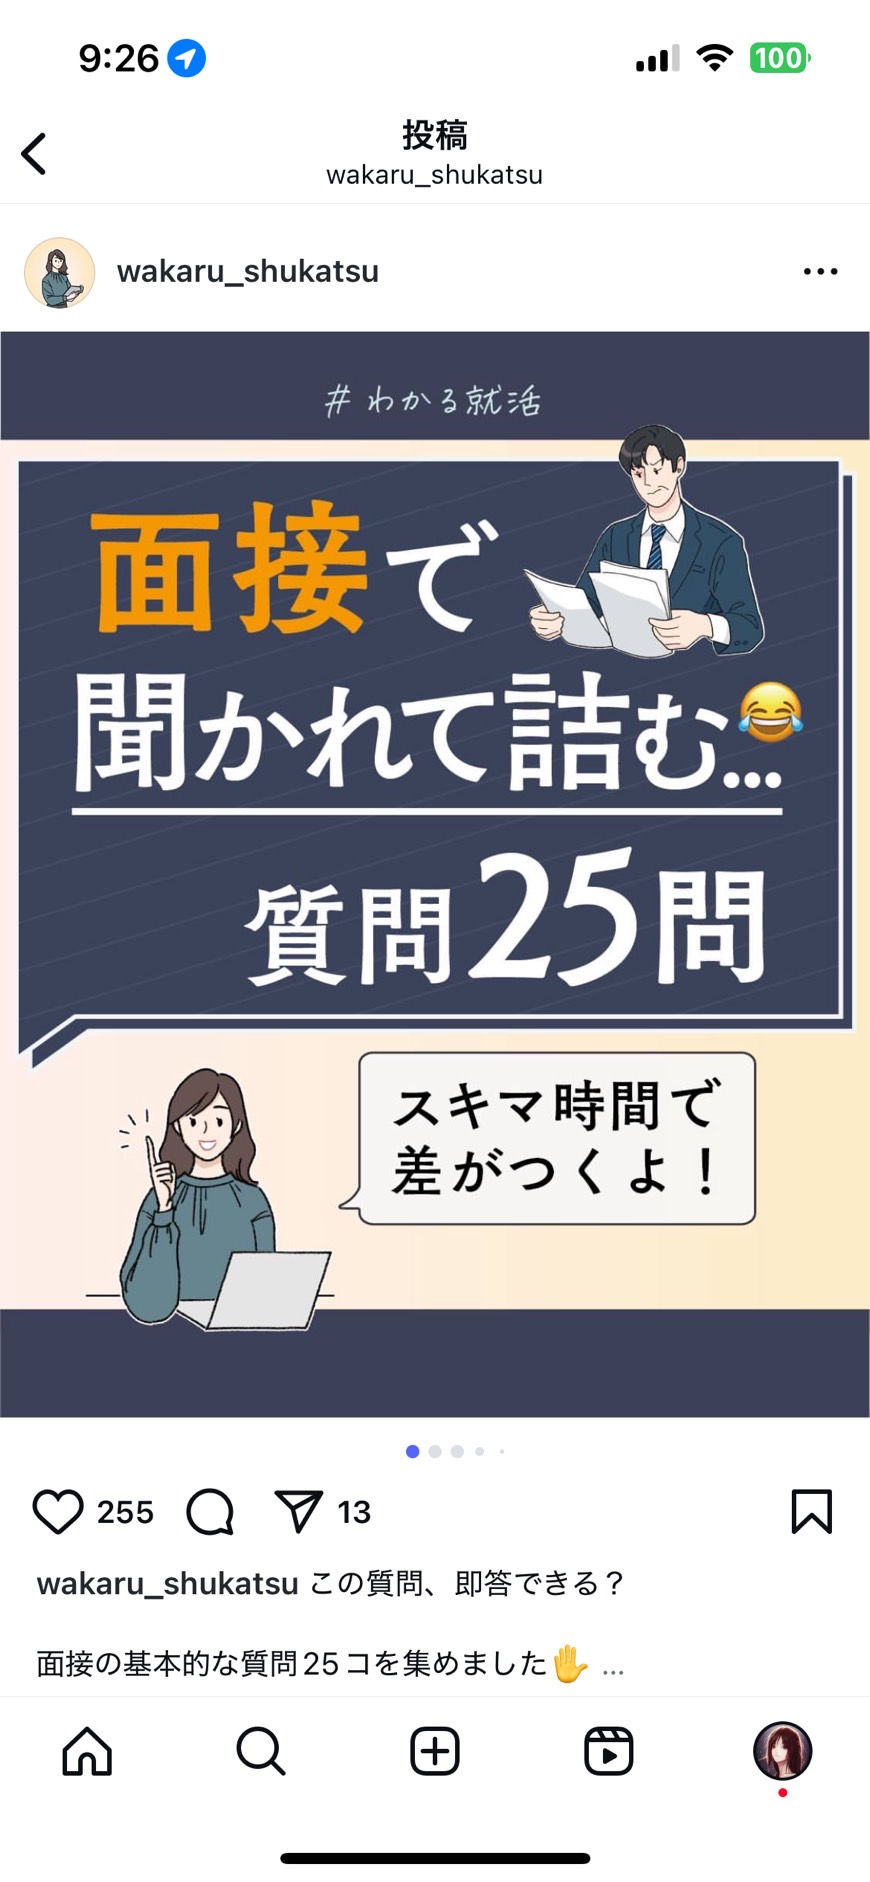 9:26
100
投稿
wakaru_shukatsu
wakaru_shukatsu
# わかる就活
面接で
聞かれて詰む😂...
質問25問
スキマ時間で
差がつくよ！
255
13
wakaru_shukatsu この質問、即答できる？
面接の基本的な質問25コを集めました✋ ...